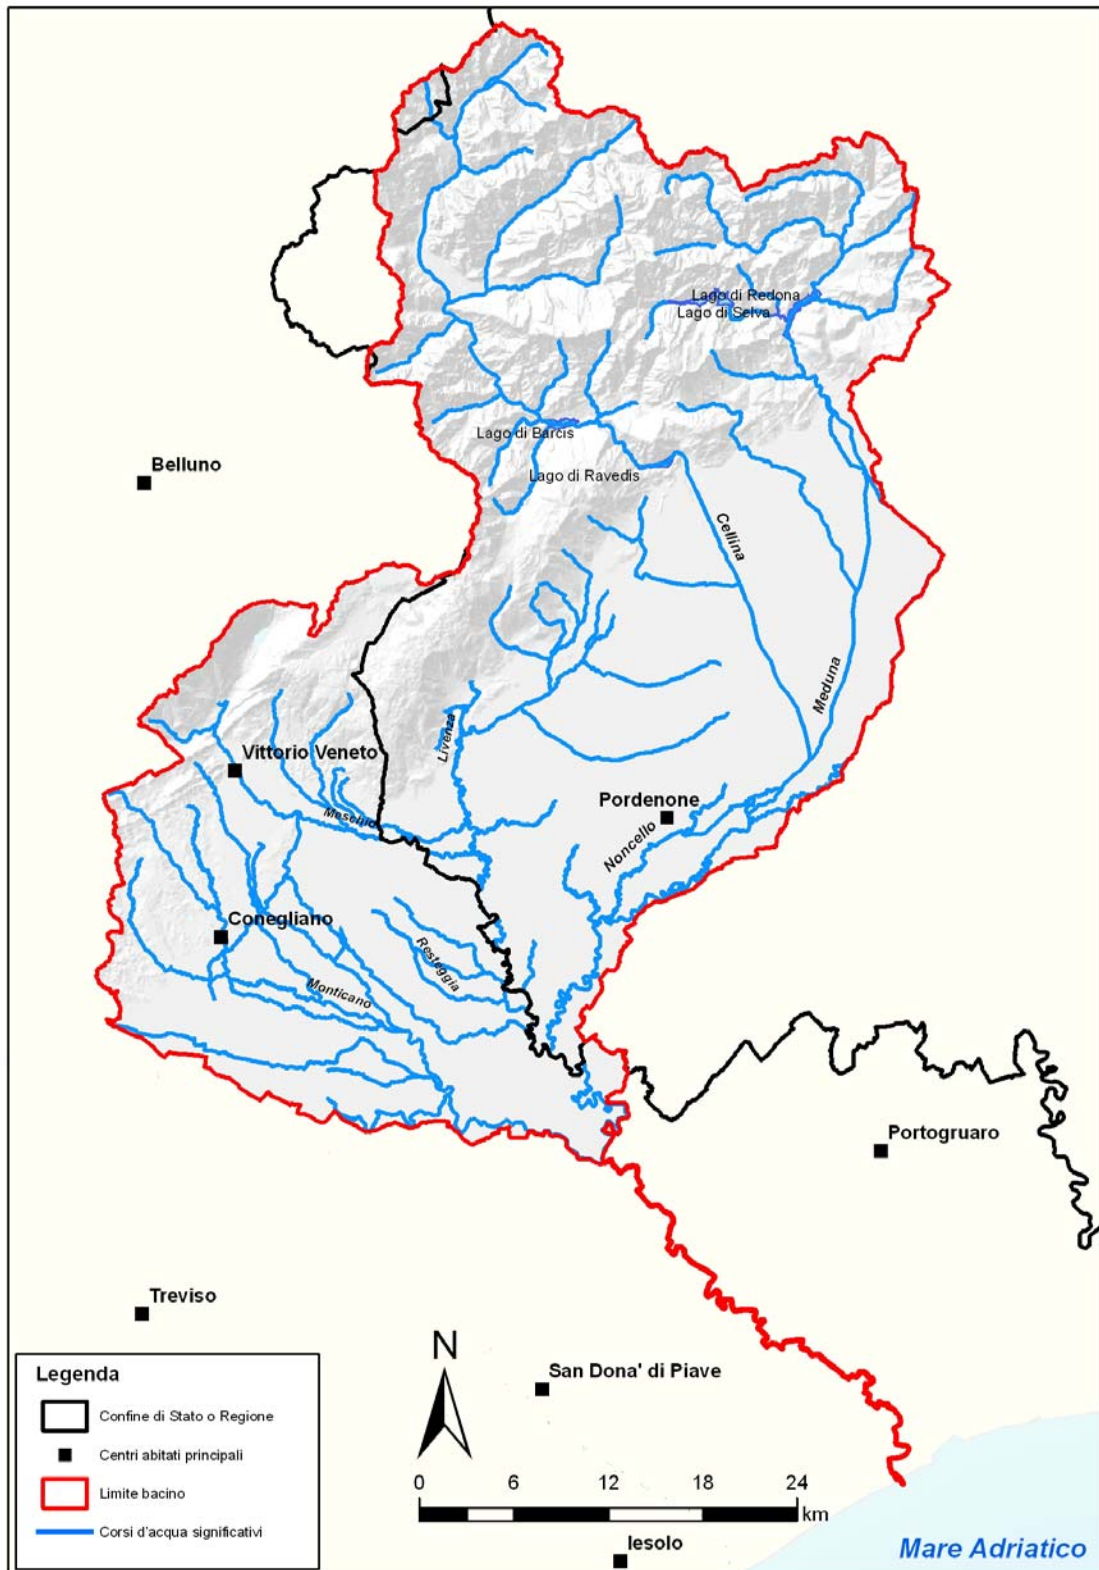 Lago di Redona
Lago di Selva
Lago di Barcis
Belluno
Lago di Ravedis
Cellina
Meduna
Livenza
Vittorio Veneto
Pordenone
Meschio
Noncello
Conegliano
Resteggia
Monticano
Portogruaro
Treviso
N
San Dona' di Piave
Legenda
Confine di Stato o Regione
Centri abitati principali
Limite bacino
Corsi d'acqua significativi
0 6 12 18 24
km
Iesolo
Mare Adriatico